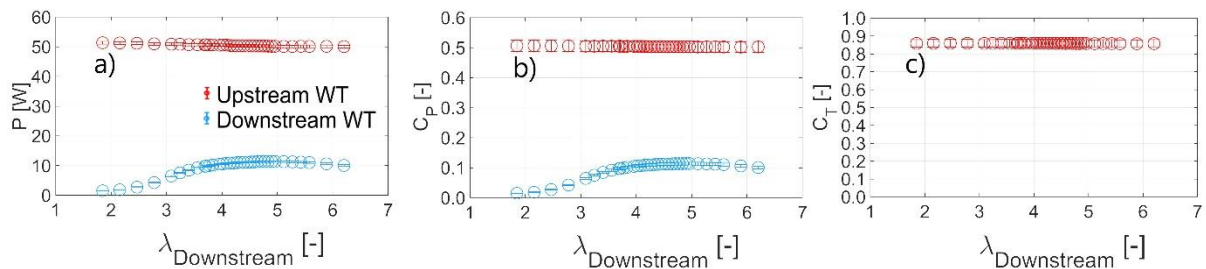 60
50
40
30
20
10
0
P [W]
a)
Upstream WT
Downstream WT
1 2 3 4 5 6 7
λDownstream [-]
0.6
0.5
0.4
0.3
0.2
0.1
0.0
CP [-]
b)
1 2 3 4 5 6 7
λDownstream [-]
1.0
0.9
0.8
0.7
0.6
0.5
0.4
0.3
0.2
0.1
0.0
CT [-]
c)
1 2 3 4 5 6 7
λDownstream [-]